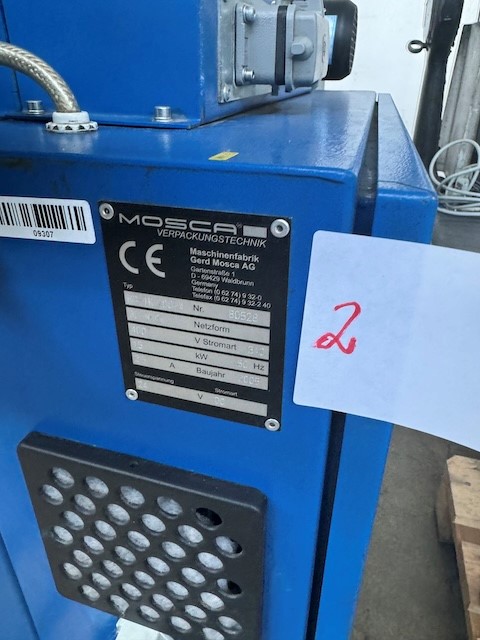 MOSCA
VERPACKUNGSTECHNIK
CE
Maschinenfabrik
Gerd Mosca AG
Gartenstraße 1
D - 69429 Waldbrunn
Germany
Telefon (0 62 74) 9 32-0
Telefax (0 62 74) 9 32-2 40
Typ
Nr.
Netzform
V Stromart
kW Hz
A Baujahr
Steuerspannung Stromart
V
09307
2